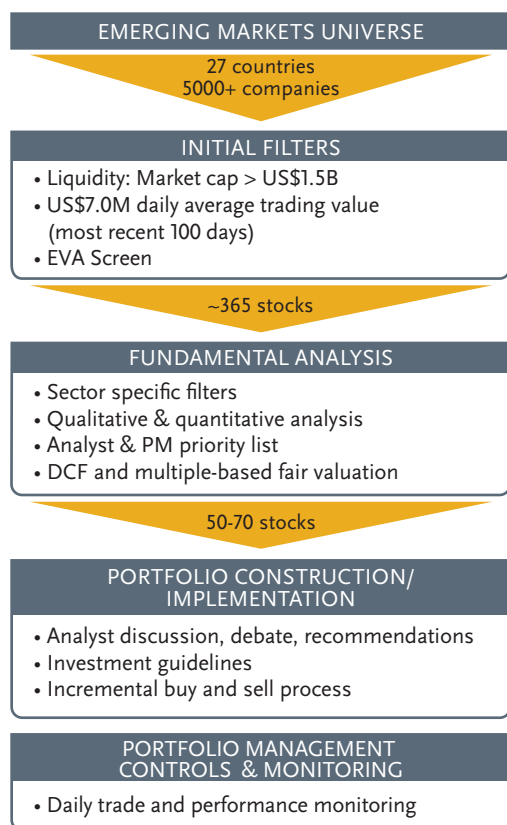 EMERGING MARKETS UNIVERSE
27 countries
5000+ companies
INITIAL FILTERS
• Liquidity: Market cap > US$1.5B
• US$7.0M daily average trading value
(most recent 100 days)
• EVA Screen
~365 stocks
FUNDAMENTAL ANALYSIS
• Sector specific filters
• Qualitative & quantitative analysis
• Analyst & PM priority list
• DCF and multiple-based fair valuation
50-70 stocks
PORTFOLIO CONSTRUCTION/
IMPLEMENTATION
• Analyst discussion, debate, recommendations
• Investment guidelines
• Incremental buy and sell process
PORTFOLIO MANAGEMENT
CONTROLS & MONITORING
• Daily trade and performance monitoring